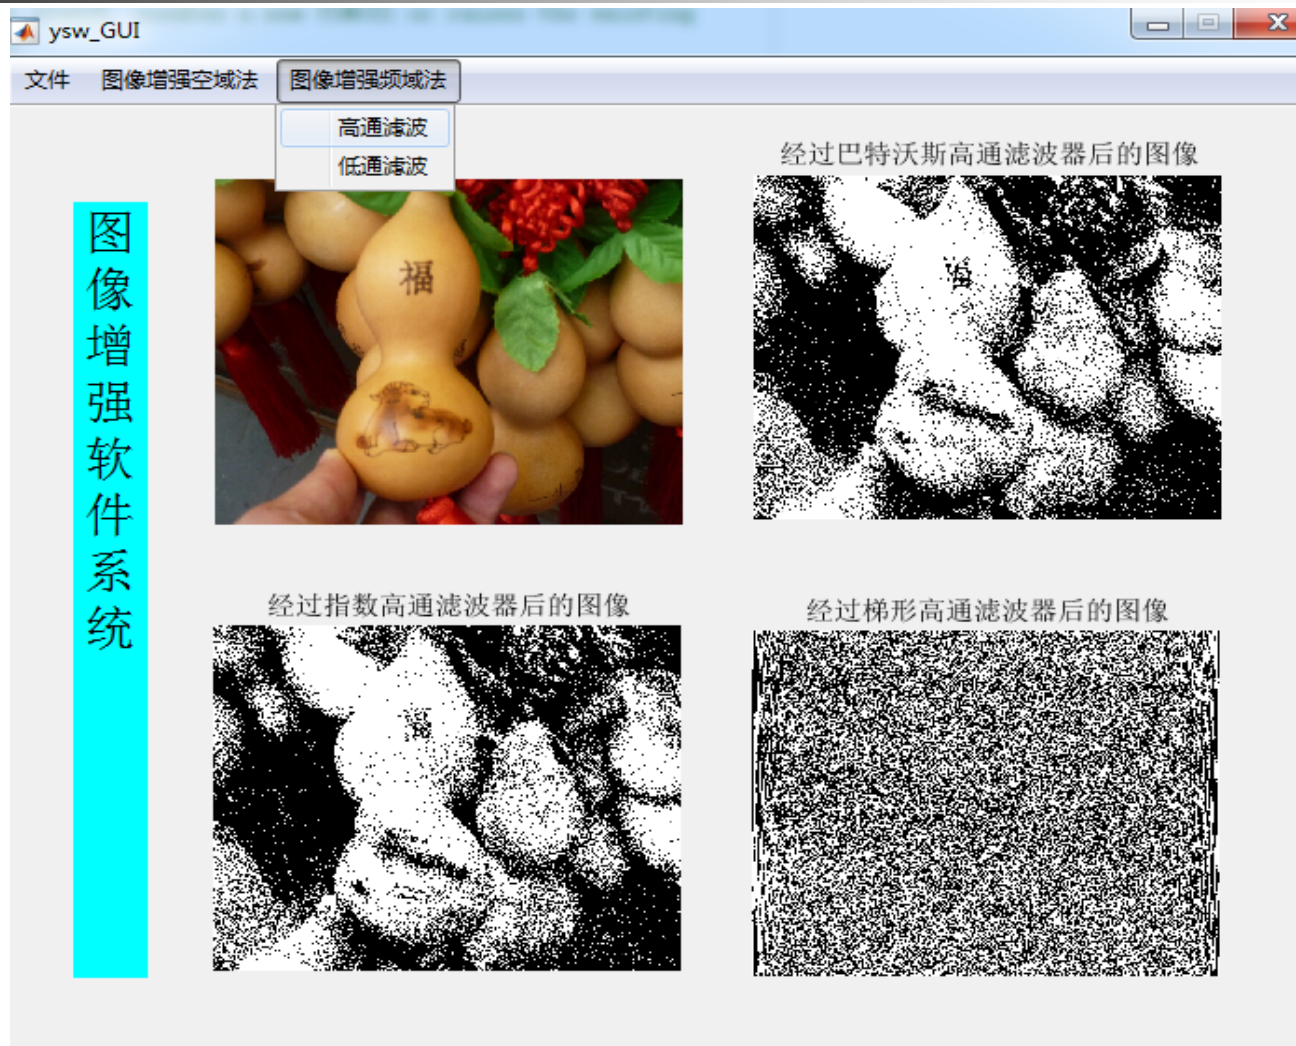 ysw_GUI
文件 图像增强空域法 图像增强频域法
高通滤波
低通滤波
图像增强软件系统
福
经过巴特沃斯高通滤波器后的图像
经过指数高通滤波器后的图像
经过梯形高通滤波器后的图像